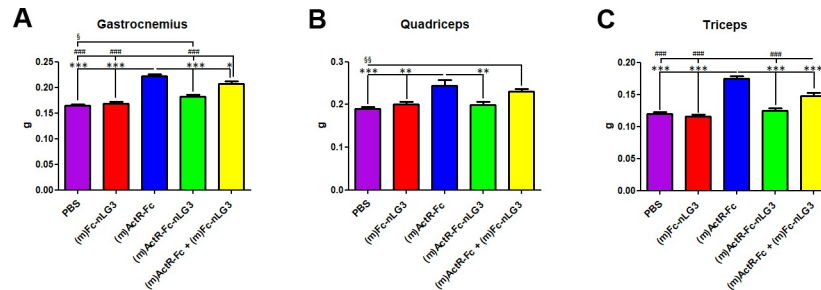 A
Gastrocnemius
§
### ### ###
*** *** *** *
0.25
0.20
0.15
0.10
0.05
0.00
g
PBS
(m)Fc-nLG3
(m)ActR-Fc
(m)ActR-Fc-nLG3
(m)ActR-Fc + (m)Fc-nLG3
B
Quadriceps
§§
*** ** **
0.3
0.2
0.1
0.0
g
PBS
(m)Fc-nLG3
(m)ActR-Fc
(m)ActR-Fc-nLG3
(m)ActR-Fc + (m)Fc-nLG3
C
Triceps
### ### ###
*** *** *** ***
0.20
0.15
0.10
0.05
0.00
g
PBS
(m)Fc-nLG3
(m)ActR-Fc
(m)ActR-Fc-nLG3
(m)ActR-Fc + (m)Fc-nLG3